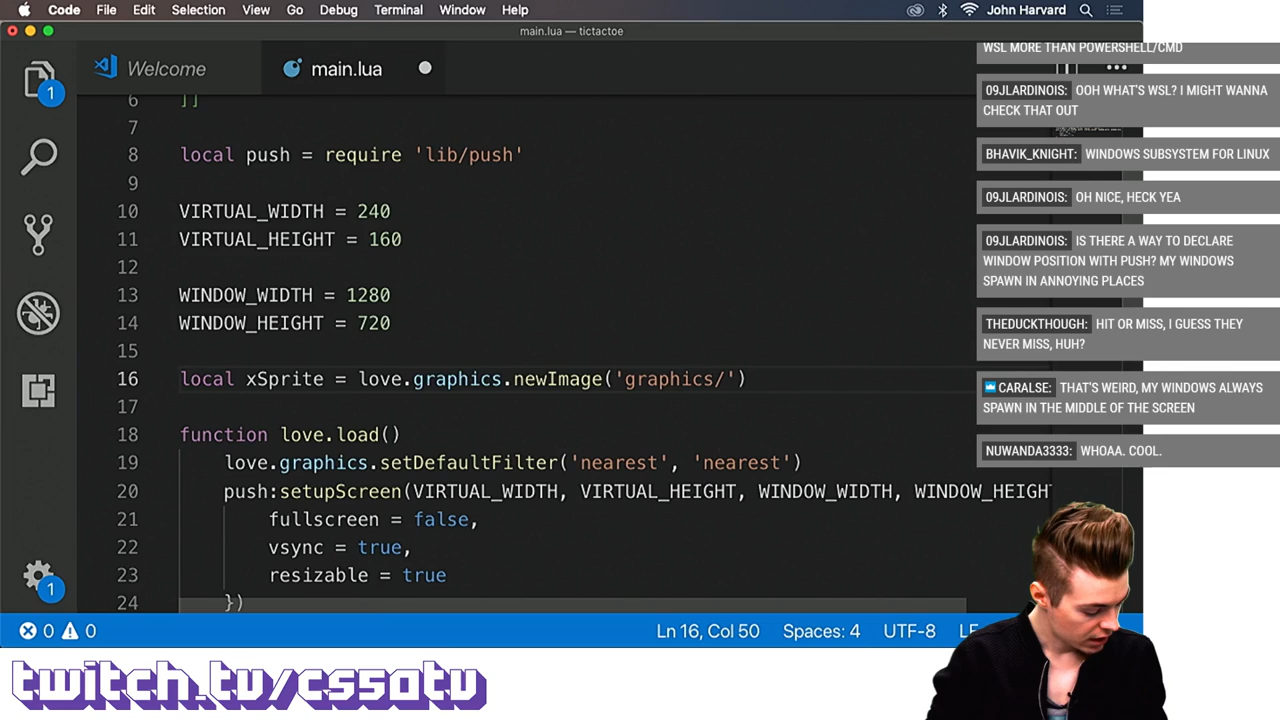 Code File Edit Selection View Go Debug Terminal Window Help John Harvard
main.lua — tictactoe
Welcome main.lua
1
6 ]]
7
8 local push = require 'lib/push'
9
10 VIRTUAL_WIDTH = 240
11 VIRTUAL_HEIGHT = 160
12
13 WINDOW_WIDTH = 1280
14 WINDOW_HEIGHT = 720
15
16 local xSprite = love.graphics.newImage('graphics/')
17
18 function love.load()
19 love.graphics.setDefaultFilter('nearest', 'nearest')
20 push:setupScreen(VIRTUAL_WIDTH, VIRTUAL_HEIGHT, WINDOW_WIDTH, WINDOW_HEIGHT
21 fullscreen = false,
22 vsync = true,
23 resizable = true
24 })
1
0 0 Ln 16, Col 50 Spaces: 4 UTF-8 LF
WSL MORE THAN POWERSHELL/CMD
09JLARDINOIS: OOH WHAT'S WSL? I MIGHT WANNA
CHECK THAT OUT
BHAVIK_KNIGHT: WINDOWS SUBSYSTEM FOR LINUX
09JLARDINOIS: OH NICE, HECK YEA
09JLARDINOIS: IS THERE A WAY TO DECLARE
WINDOW POSITION WITH PUSH? MY WINDOWS
SPAWN IN ANNOYING PLACES
THEDUCKTHOUGH: HIT OR MISS, I GUESS THEY
NEVER MISS, HUH?
CARALSE: THAT'S WEIRD, MY WINDOWS ALWAYS
SPAWN IN THE MIDDLE OF THE SCREEN
NUWANDA3333: WHOAA. COOL.
twitch.tv/cs50tv